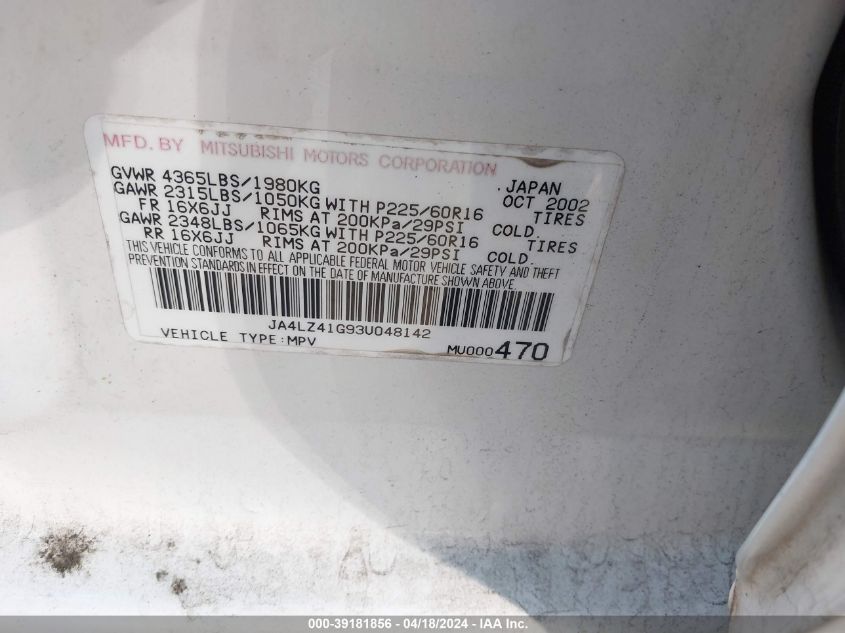 MFD. BY MITSUBISHI MOTORS CORPORATION
GVWR 4365LBS/1980KG JAPAN
GAWR 2315LBS/1050KG WITH P225/60R16 OCT 2002
FR 16X6JJ RIMS AT 200KPa/29PSI COLD. TIRES
GAWR 2348LBS/1065KG WITH P225/60R16 TIRES
RR 16X6JJ RIMS AT 200KPa/29PSI COLD.
THIS VEHICLE CONFORMS TO ALL APPLICABLE FEDERAL MOTOR VEHICLE SAFETY AND THEFT
PREVENTION STANDARDS IN EFFECT ON THE DATE OF MANUFACTURE SHOWN ABOVE.
JA4LZ41G93U048142
VEHICLE TYPE:MPV MU000470
000-39181856 - 04/18/2024 - IAA Inc.